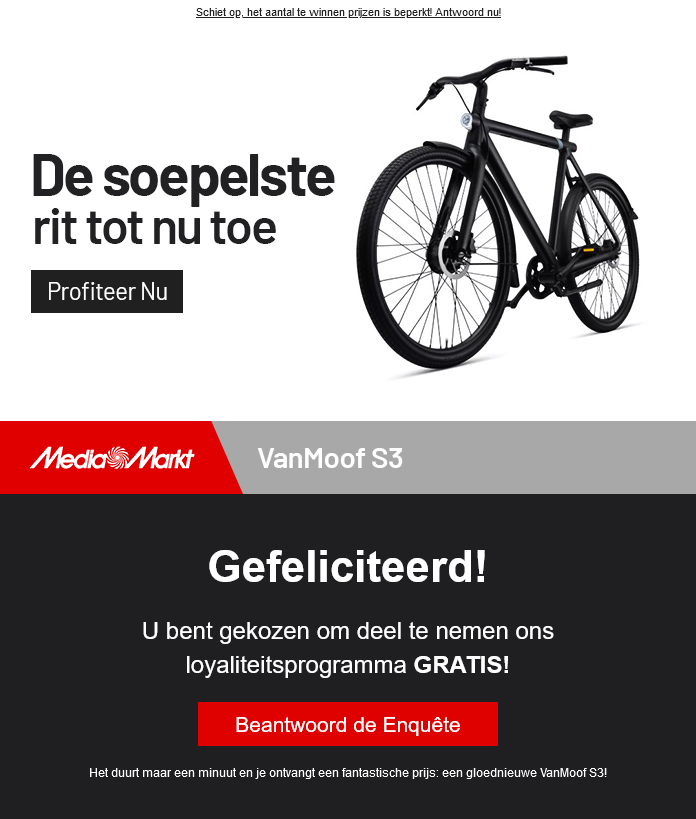 Schiet op, het aantal te winnen prijzen is beperkt! Antwoord nu!
De soepelste
rit tot nu toe
Profiteer Nu
MediaMarkt
VanMoof S3
Gefeliciteerd!
U bent gekozen om deel te nemen ons
loyaliteitsprogramma GRATIS!
Beantwoord de Enquête
Het duurt maar een minuut en je ontvangt een fantastische prijs: een gloednieuwe VanMoof S3!